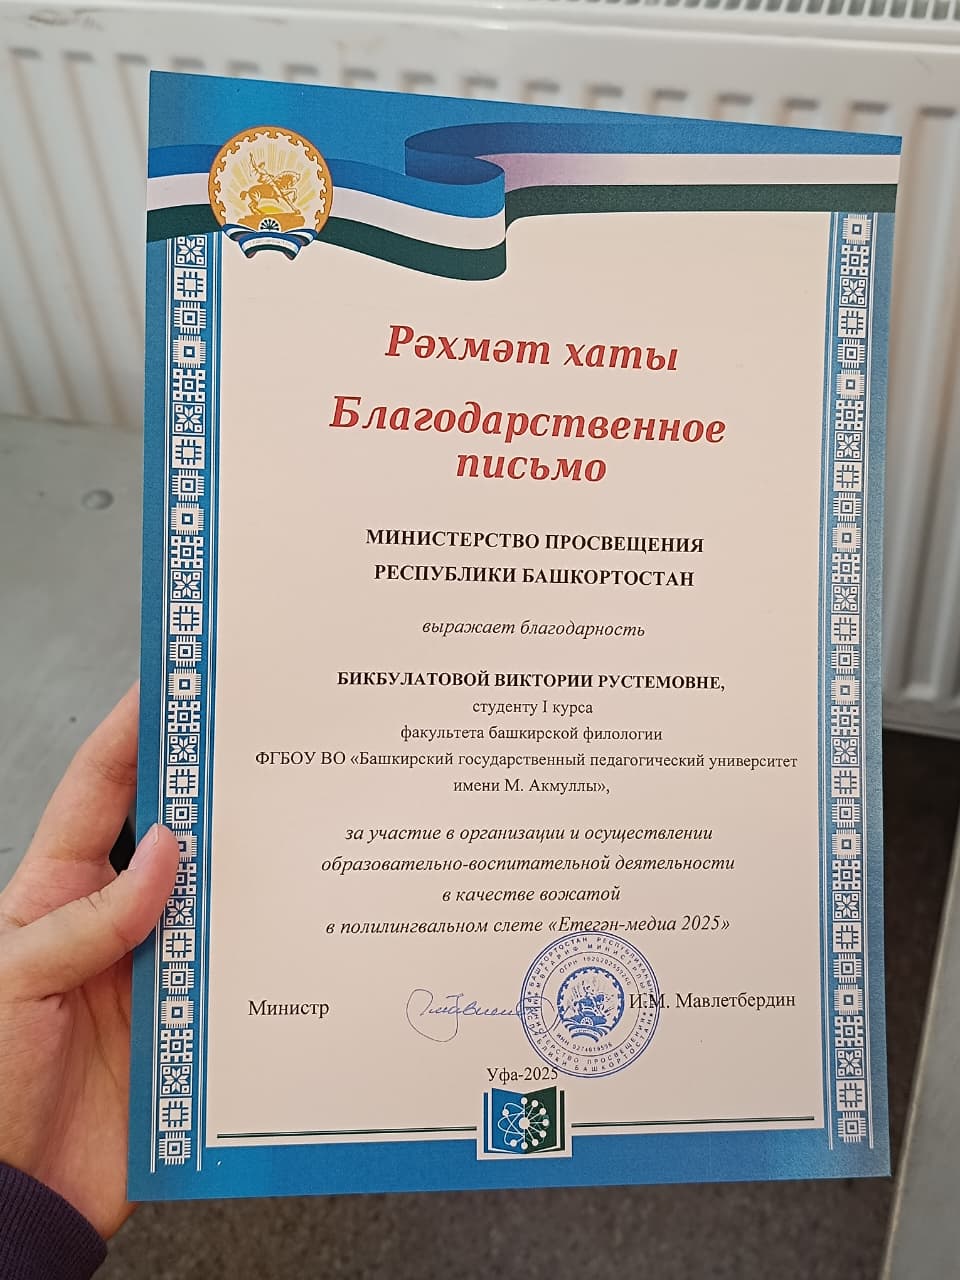 Рәхмәт хаты
Благодарственное
письмо
МИНИСТЕРСТВО ПРОСВЕЩЕНИЯ
РЕСПУБЛИКИ БАШКОРТОСТАН
выражает благодарность
БИКБУЛАТОВОЙ ВИКТОРИИ РУСТЕМОВНЕ,
студенту I курса
факультета башкирской филологии
ФГБОУ ВО «Башкирский государственный педагогический университет
имени М. Акмуллы»,
за участие в организации и осуществлении
образовательно-воспитательной деятельности
в качестве вожатой
в полилингвальном слете «Етегән-медиа 2025»
Министр
И.М. Мавлетбердин
Уфа-2025